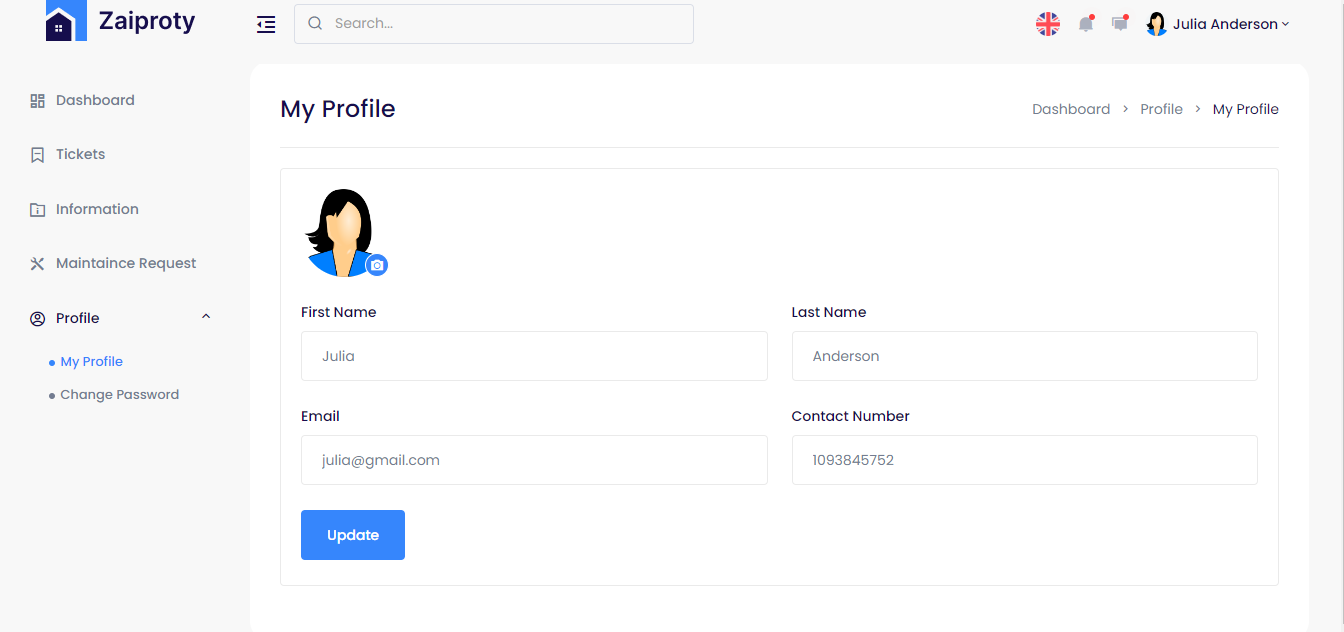 Zaiproty
Search...
Julia Anderson
Dashboard
Tickets
Information
Maintaince Request
Profile
My Profile
Change Password
My Profile
Dashboard > Profile > My Profile
First Name
Last Name
Julia
Anderson
Email
Contact Number
julia@gmail.com
1093845752
Update